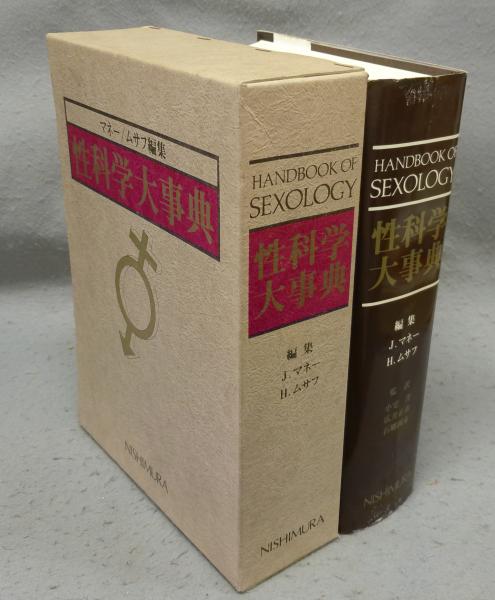 マネー/ムサフ編集
性科学大事典
NISHIMURA
HANDBOOK OF
SEXOLOGY
性科学
大事典
編集
J.マネー
H.ムサフ
NISHIMURA
HANDBOOK OF
SEXOLOGY
性科学
大事典
編集
J.マネー
H.ムサフ
監訳
NISHIMURA